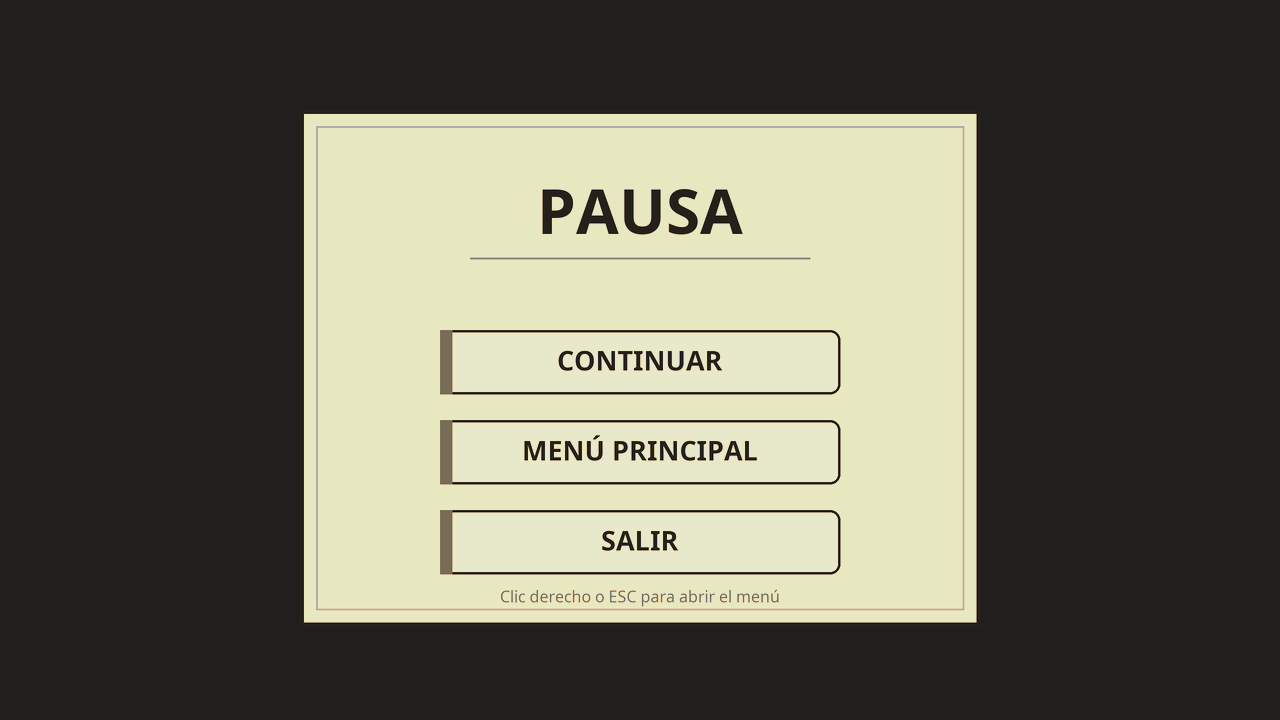 PAUSA
CONTINUAR
MENÚ PRINCIPAL
SALIR
Clic derecho o ESC para abrir el menú